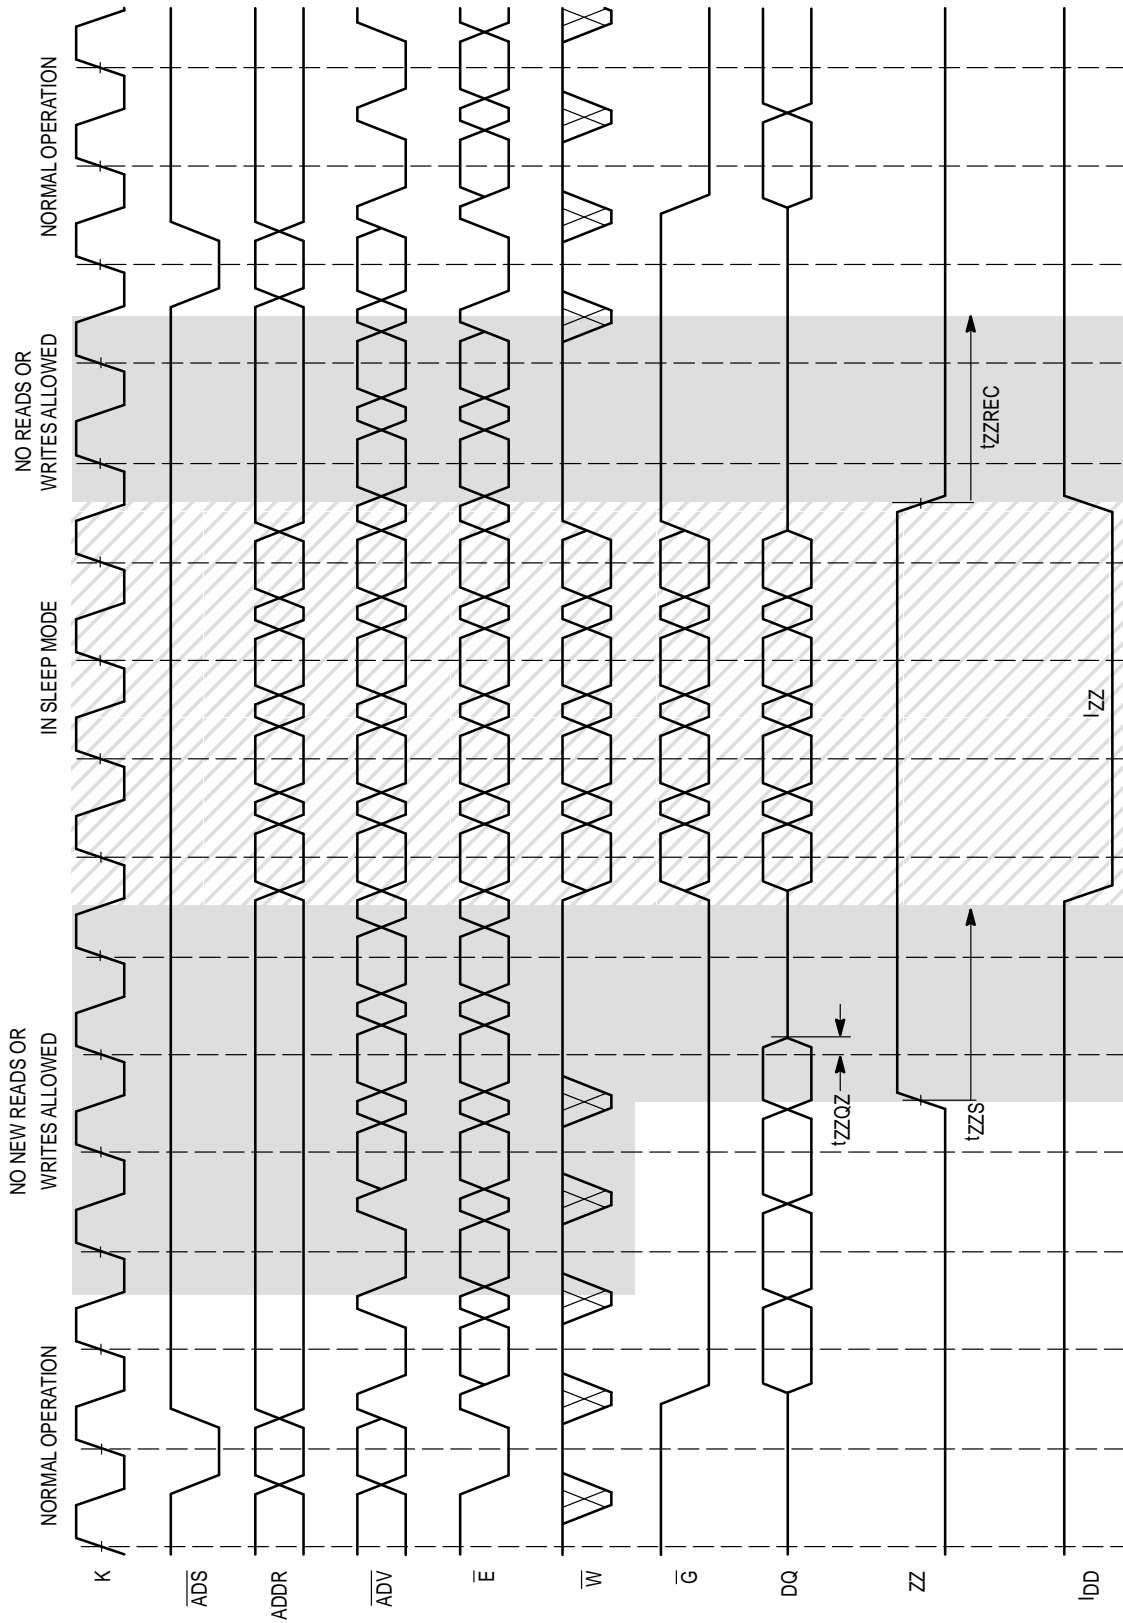 NORMAL OPERATION
NO NEW READS OR
WRITES ALLOWED
IN SLEEP MODE
NO READS OR
WRITES ALLOWED
NORMAL OPERATION
K
ADS
ADDR
ADV
E
W
G
DQ
tZZQZ
ZZ
tZZS
tZZREC
IDD
IZZ